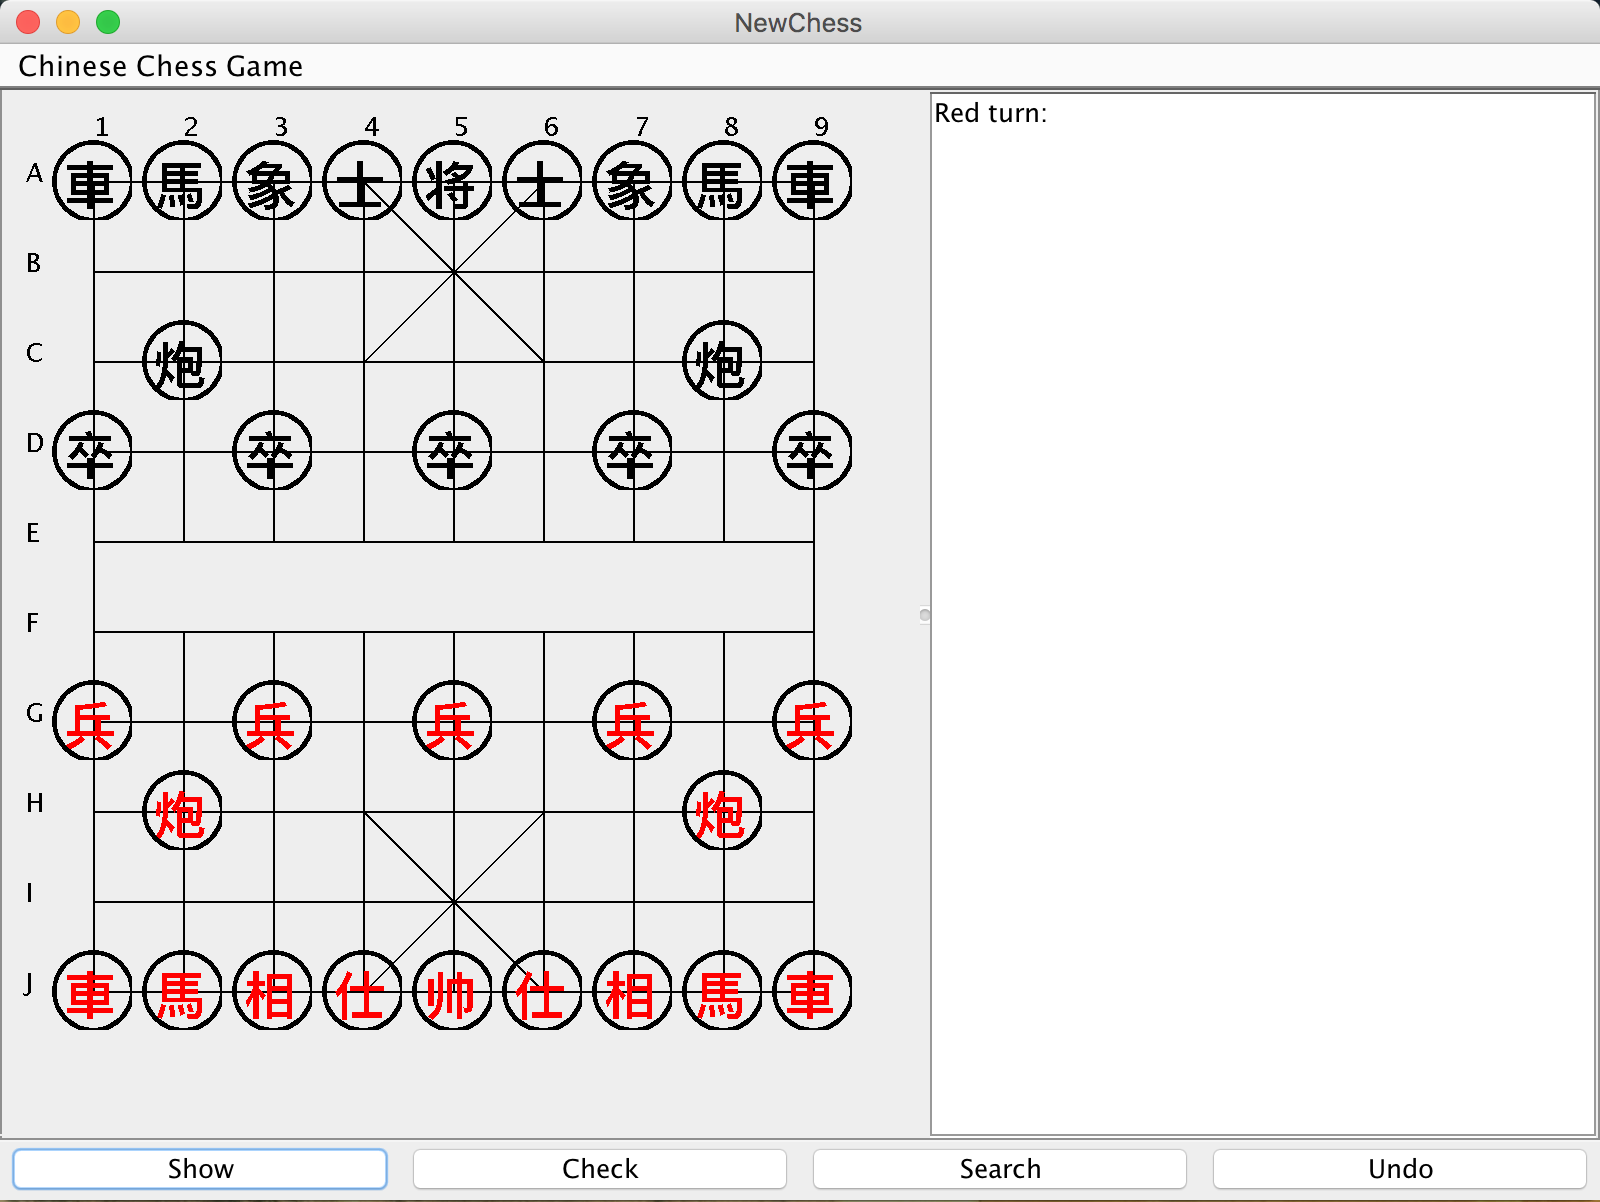 NewChess
Chinese Chess Game
1 2 3 4 5 6 7 8 9
A 車 馬 象 士 将 士 象 馬 車
B
C 炮 炮
D 卒 卒 卒 卒 卒
E
F
G 兵 兵 兵 兵 兵
H 炮 炮
I
J 車 馬 相 仕 帅 仕 相 馬 車
Red turn:
Show Check Search Undo